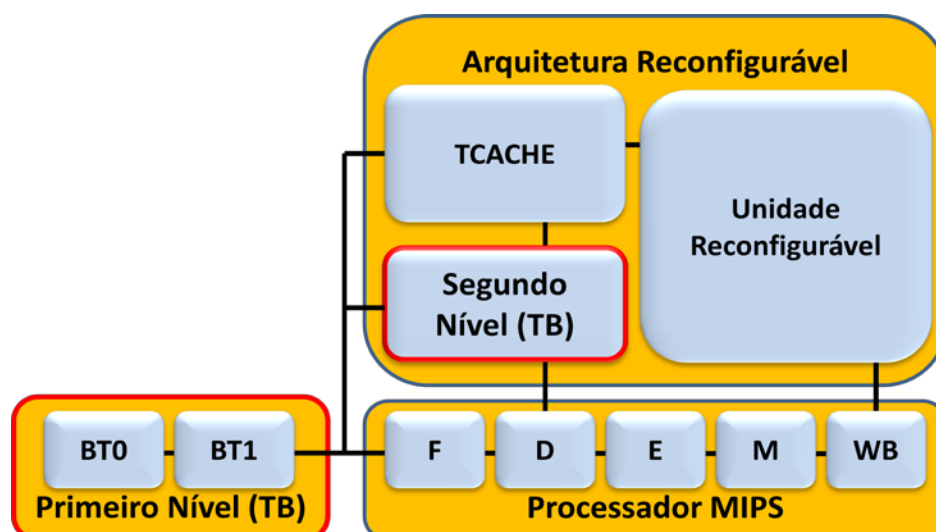 Arquitetura Reconfigurável
TCACHE
Unidade
Reconfigurável
Segundo
Nível (TB)
BT0
BT1
F
D
E
M
WB
Primeiro Nível (TB)
Processador MIPS